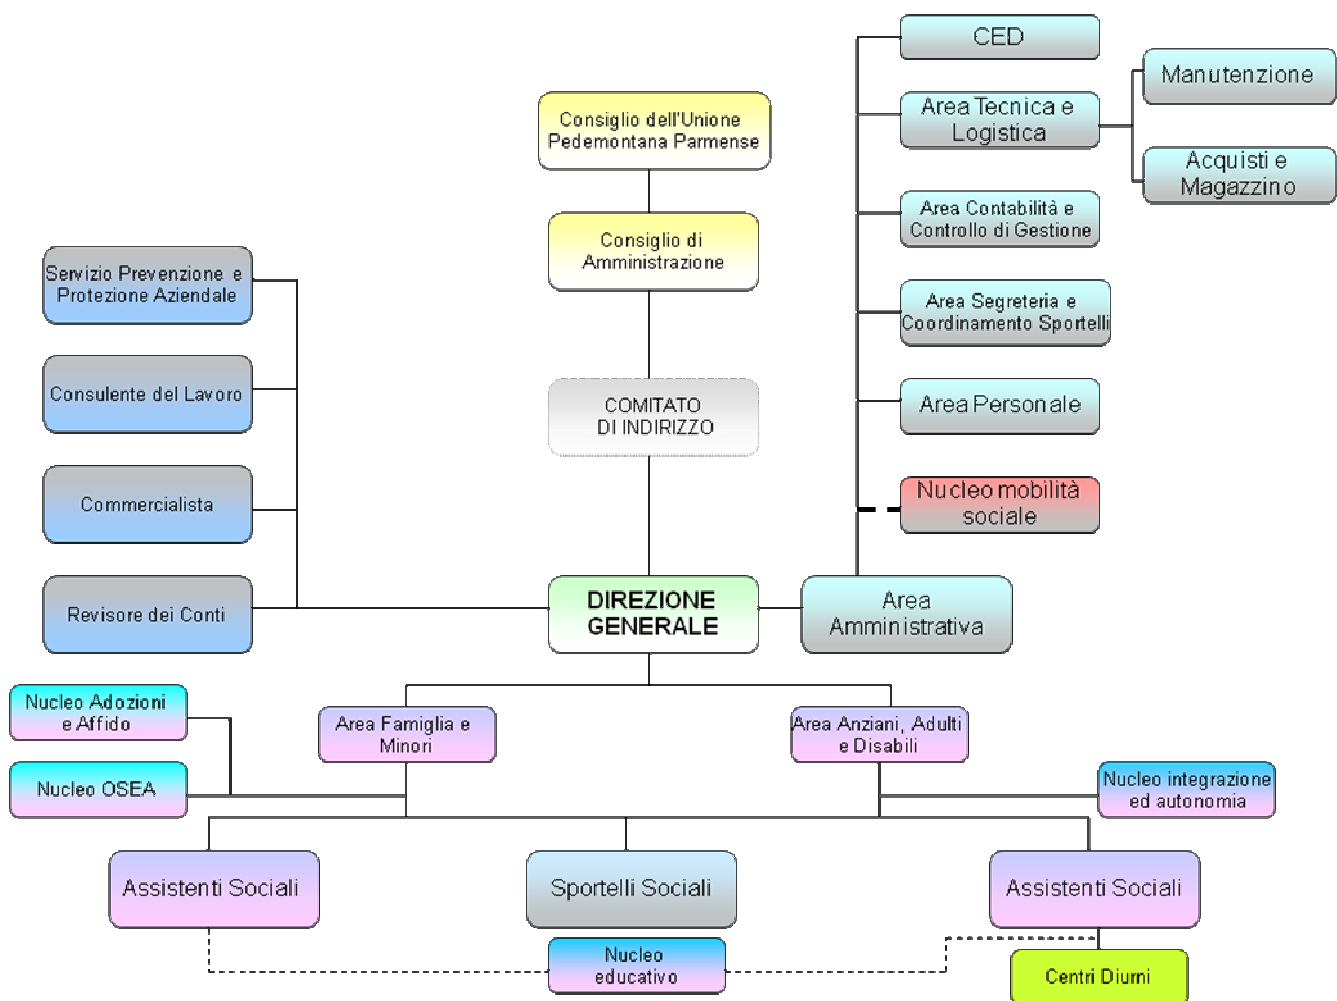 CED
Manutenzione
Area Tecnica e
Logistica
Consiglio dell'Unione
Pedemontana Parmense
Acquisti e
Magazzino
Area Contabilità e
Controllo di Gestione
Consiglio di
Amministrazione
Servizio Prevenzione e
Protezione Aziendale
Area Segreteria e
Coordinamento Sportelli
Consulente del Lavoro
COMITATO
DI INDIRIZZO
Area Personale
Commercialista
Nucleo mobilità
sociale
Revisore dei Conti
DIREZIONE
GENERALE
Area
Amministrativa
Nucleo Adozioni
e Affido
Area Famiglia e
Minori
Area Anziani, Adulti
e Disabili
Nucleo OSEA
Nucleo integrazione
ed autonomia
Assistenti Sociali
Sportelli Sociali
Assistenti Sociali
Nucleo
educativo
Centri Diurni